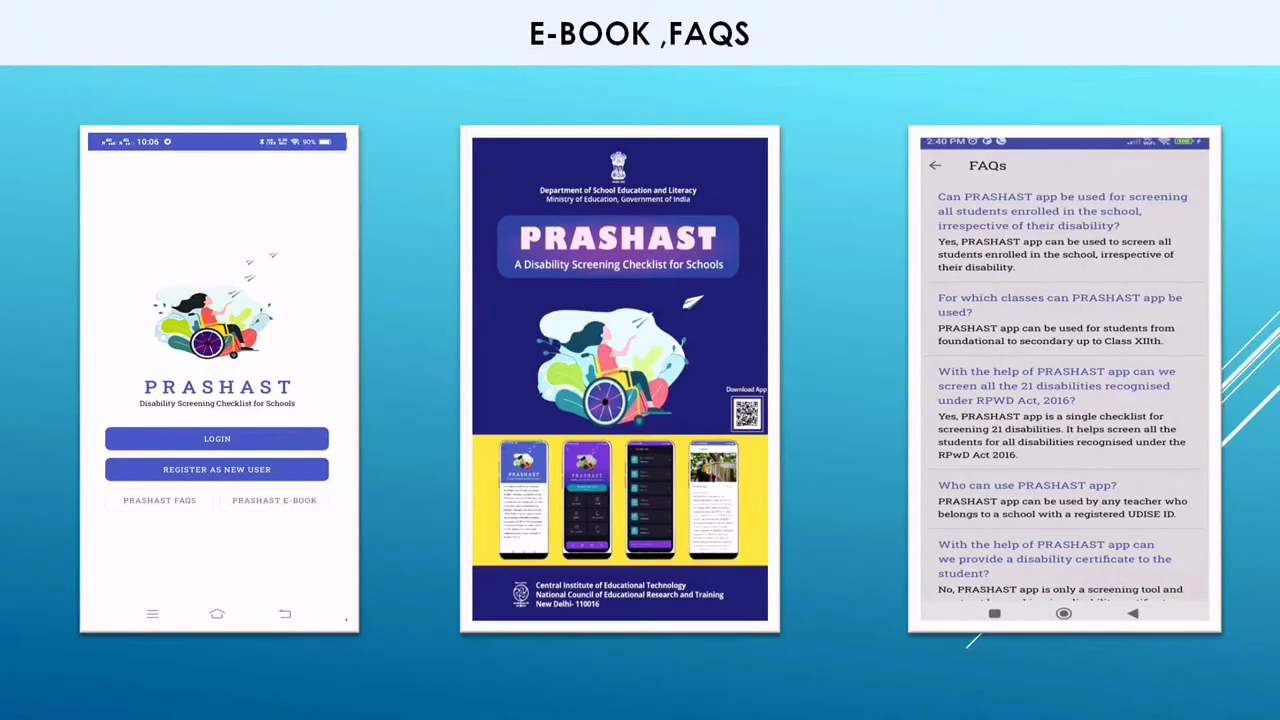 E-BOOK ,FAQS
10:06
90%
PRASHAST
Disability Screening Checklist for Schools
LOGIN
REGISTER AS NEW USER
PRASHAST FAQS
PRASHAST E-BOOK
Department of School Education and Literacy
Ministry of Education, Government of India
PRASHAST
A Disability Screening Checklist for Schools
Download App
PRASHAST
PRASHAST
Central Institute of Educational Technology
National Council of Educational Research and Training
New Delhi- 110016
2:40 PM
FAQs
Can PRASHAST app be used for screening
all students enrolled in the school,
irrespective of their disability?
Yes, PRASHAST app can be used to screen all
students enrolled in the school, irrespective of
their disability.
For which classes can PRASHAST app be
used?
PRASHAST app can be used for students from
foundational to secondary up to Class XIIth.
With the help of PRASHAST app can we
screen all the 21 disabilities recognised
under RPWD Act, 2016?
Yes, PRASHAST app is a single checklist for
screening 21 disabilities. It helps screen all the
students for all disabilities recognised under the
RPwD Act 2016.
Who can use PRASHAST app?
PRASHAST app can be used by any teacher who
is in a school with a registered UDISE ID.
With the help of PRASHAST app can
we provide a disability certificate to the
student?
No, PRASHAST app is only a screening tool and